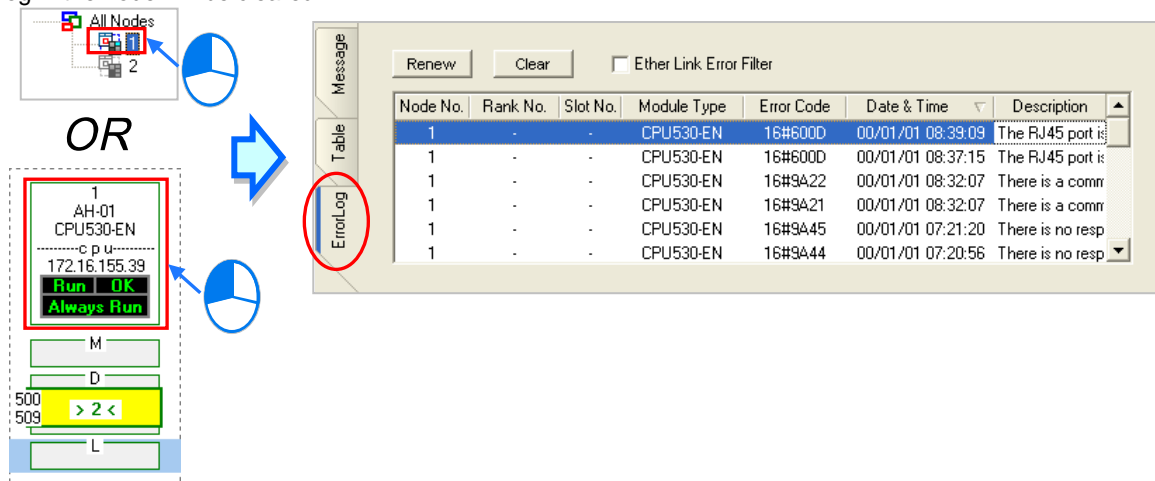 All Nodes
1
2
OR
1
AH-01
CPU530-EN
c p u
172.16.155.39
Run OK
Always Run
M
D
500
509
> 2 <
L
Message
Table
ErrorLog
Renew Clear Ether Link Error Filter
Node No. Rank No. Slot No. Module Type Error Code Date & Time Description
1 - - CPU530-EN 16#600D 00/01/01 08:39:09 The RJ45 port is
1 - - CPU530-EN 16#600D 00/01/01 08:37:15 The RJ45 port is
1 - - CPU530-EN 16#9A22 00/01/01 08:32:07 There is a comm
1 - - CPU530-EN 16#9A21 00/01/01 08:32:07 There is a comm
1 - - CPU530-EN 16#9A45 00/01/01 07:21:20 There is no resp
1 - - CPU530-EN 16#9A44 00/01/01 07:20:56 There is no resp